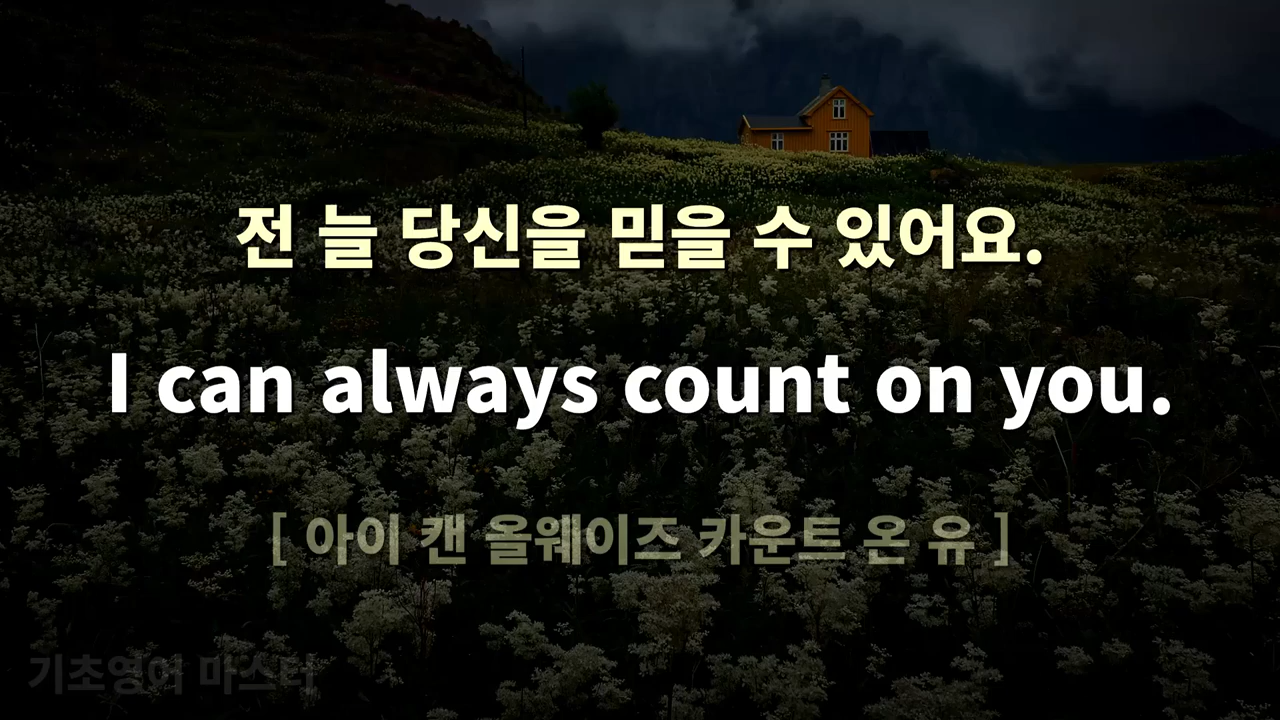 전 늘 당신을 믿을 수 있어요.
I can always count on you.
[ 아이 캔 올웨이즈 카운트 온 유 ]
기초영어 마스터